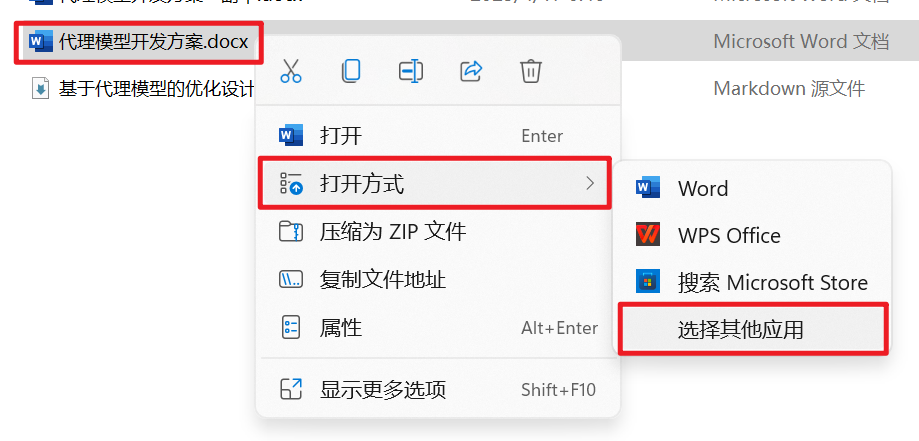 代理模型开发方案.docx
Microsoft Word 文档
基于代理模型的优化设计
Markdown 源文件
打开
Enter
打开方式
Word
压缩为 ZIP 文件
WPS Office
复制文件地址
搜索 Microsoft Store
属性
Alt+Enter
选择其他应用
显示更多选项
Shift+F10